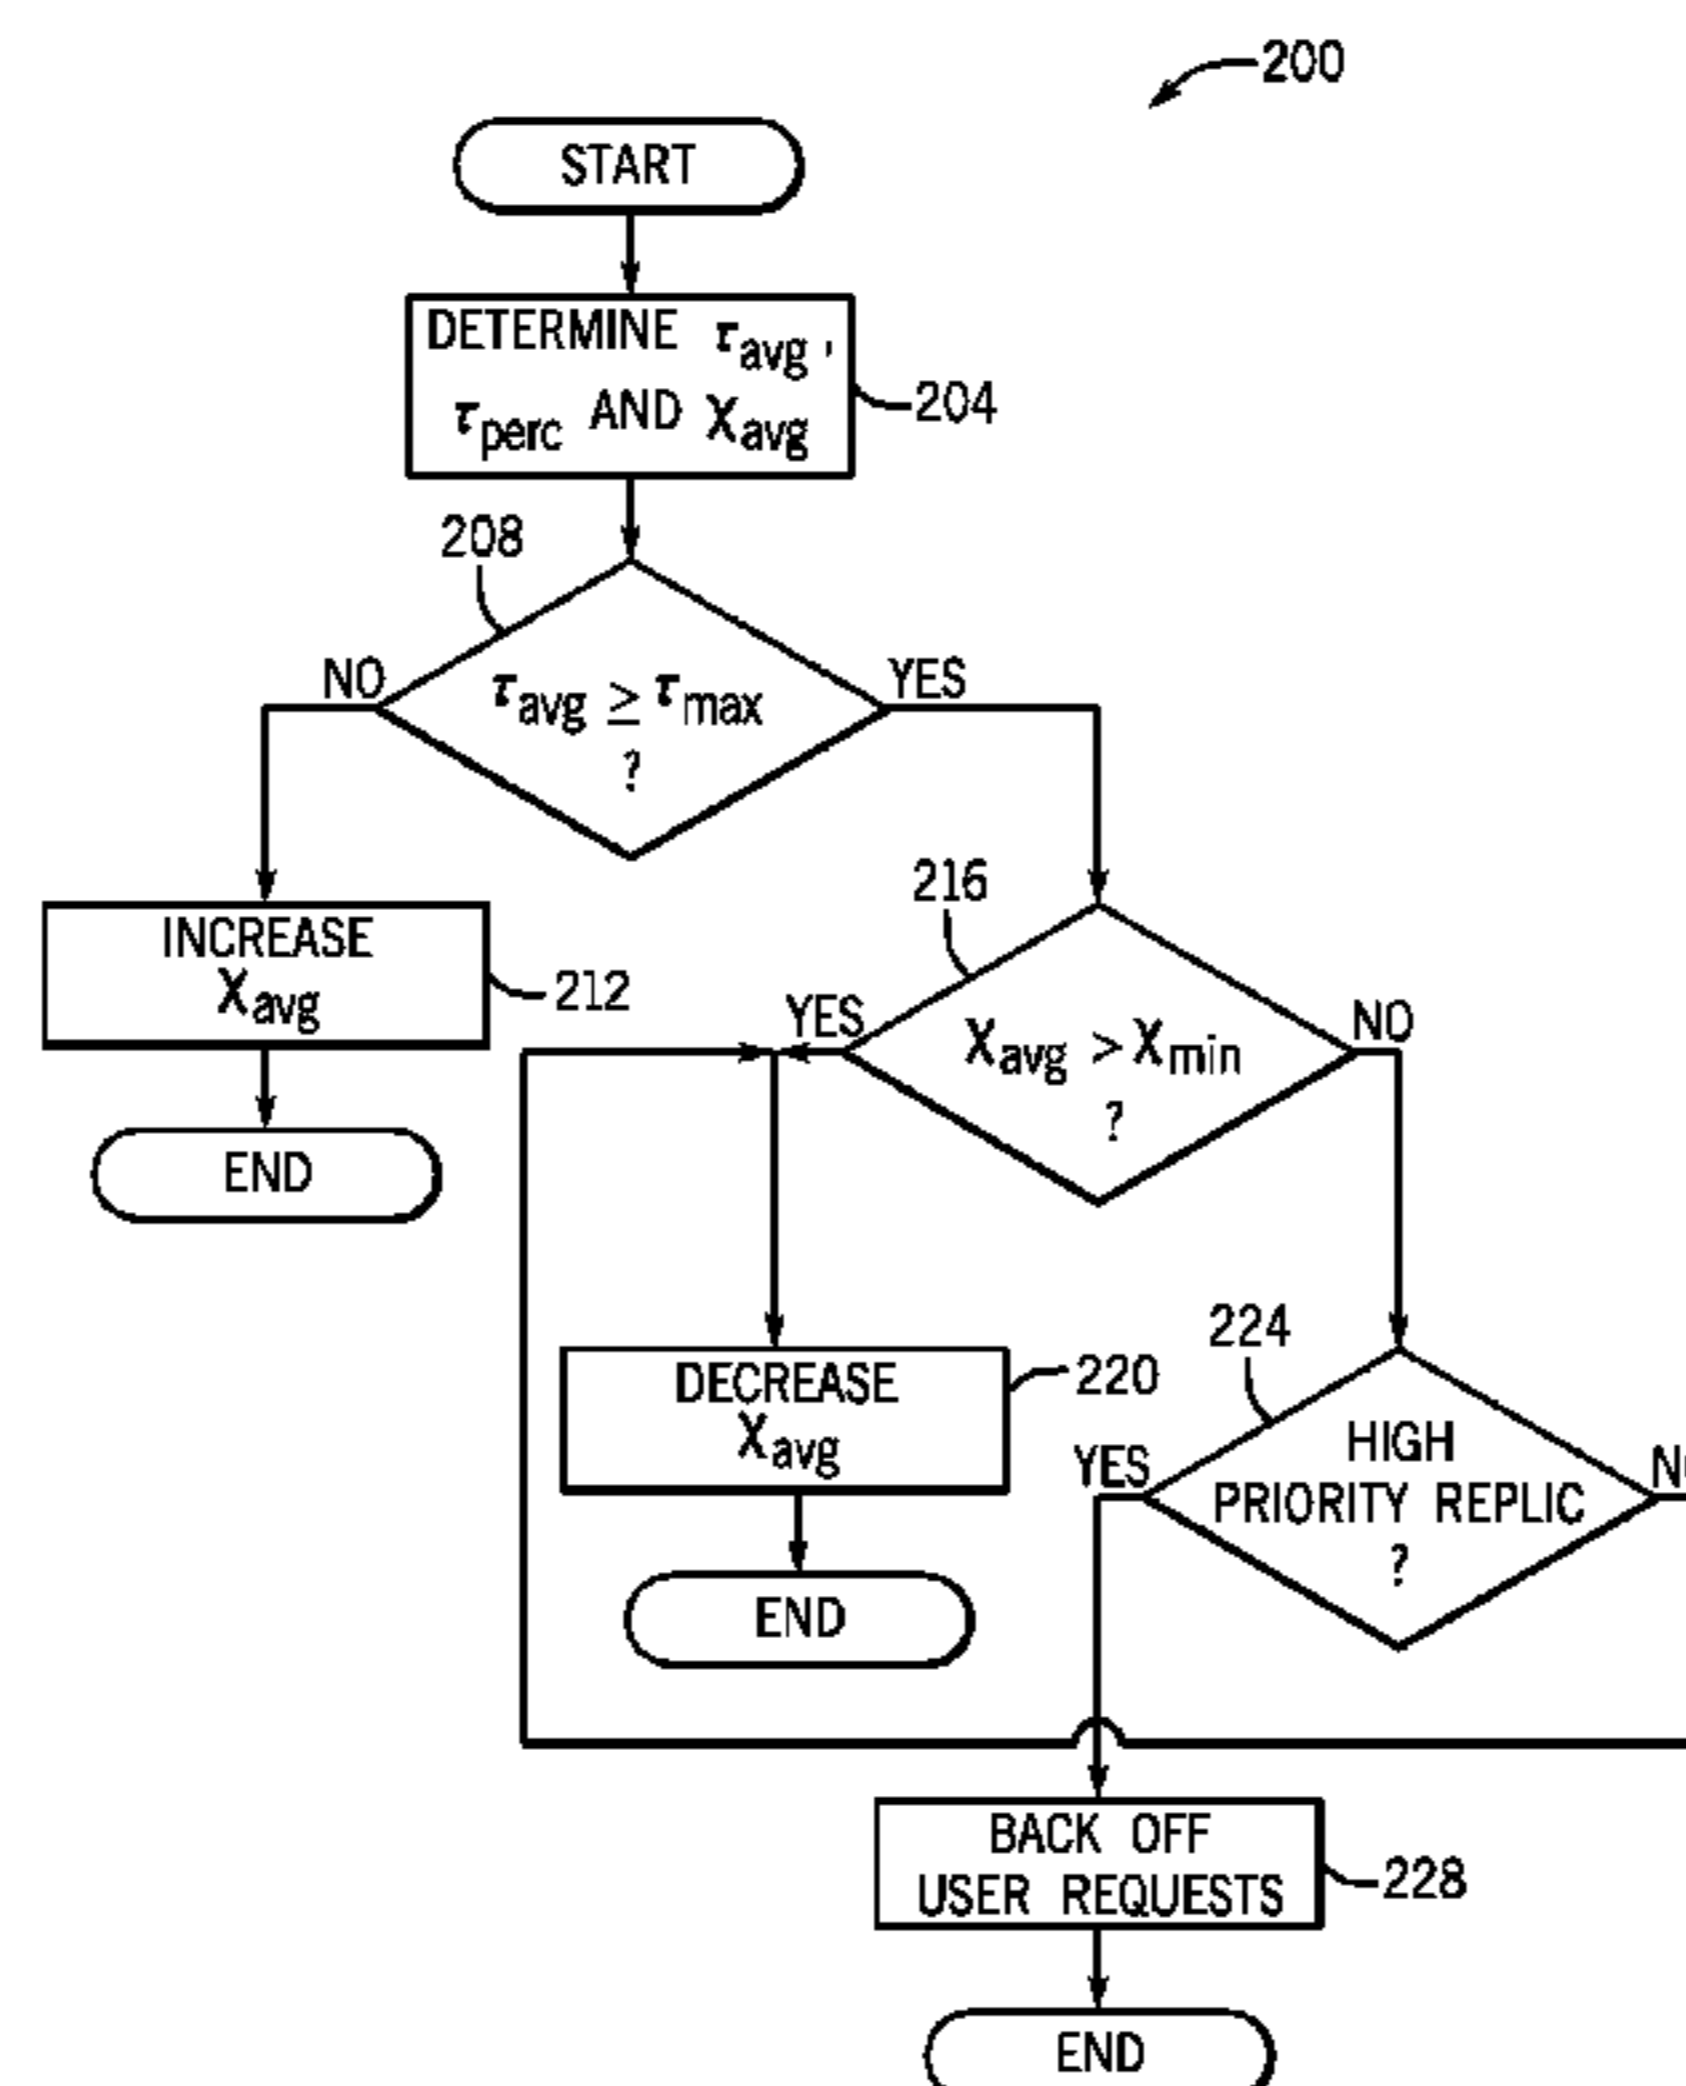 200
START
DETERMINE τavg,
τperc AND Xavg
204
208
NO
YES
τavg ≥ τmax
?
216
INCREASE
Xavg
212
YES
NO
Xavg > Xmin
?
END
224
DECREASE
Xavg
220
YES
HIGH
PRIORITY REPLIC
?
END
BACK OFF
USER REQUESTS
228
END